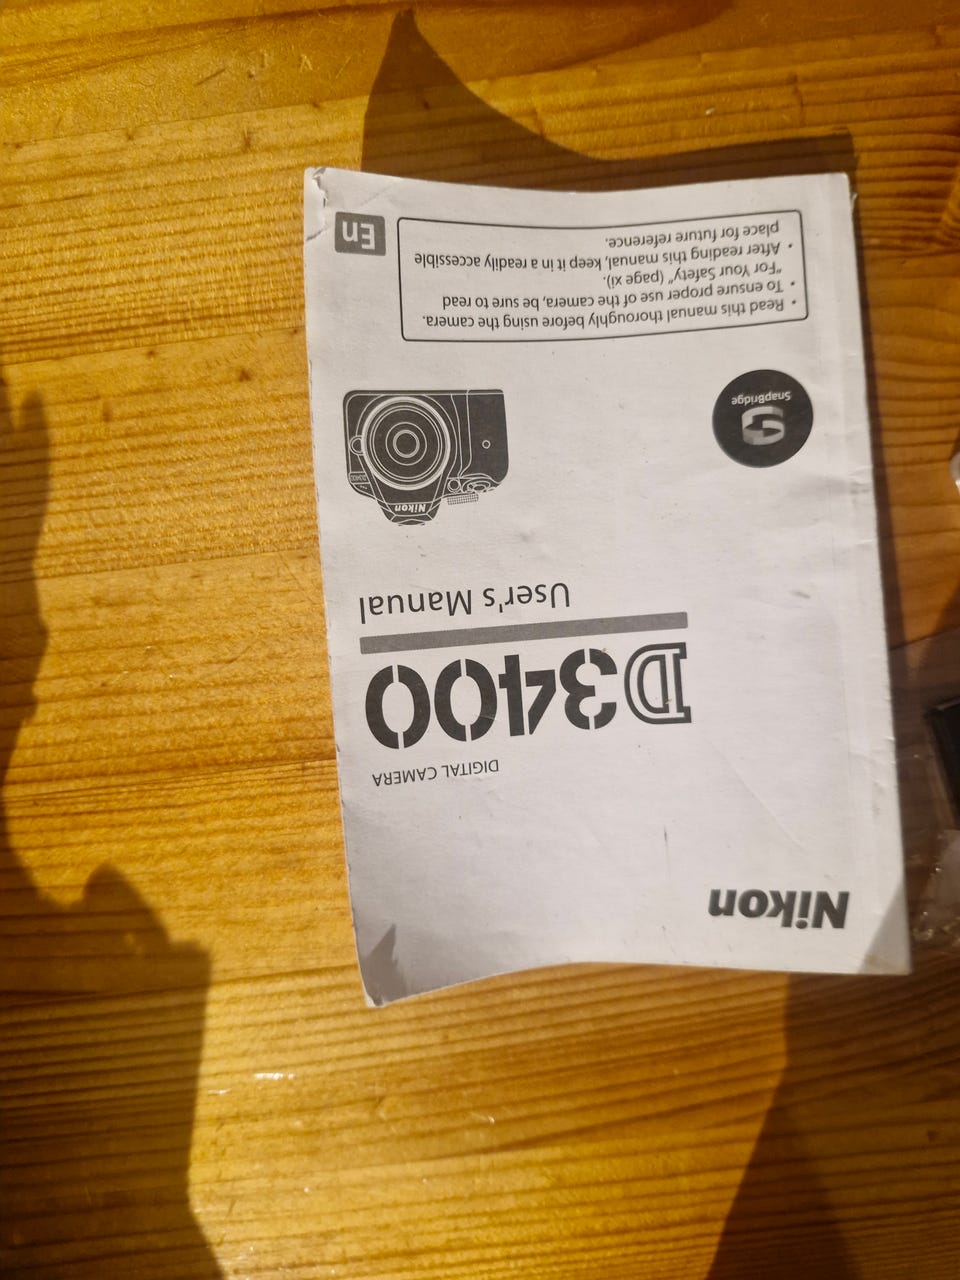 Nikon
DIGITAL CAMERA
D3400
User's Manual
Nikon
D3400
SnapBridge
• Read this manual thoroughly before using the camera.
• To ensure proper use of the camera, be sure to read
“For Your Safety” (page xi).
• After reading this manual, keep it in a readily accessible
place for future reference.
En